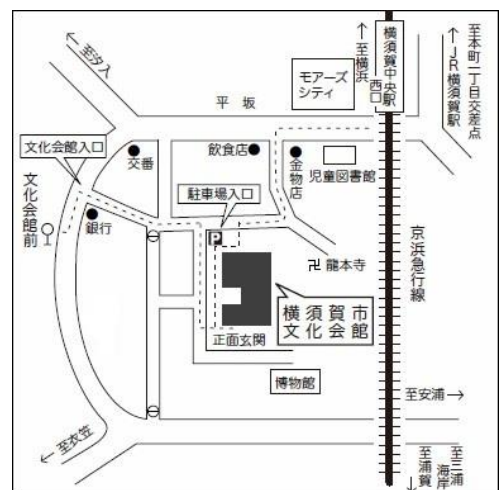 ←至汐入
平坂
モアーズ
シティ
←至横浜
西口
横須賀中央駅
←JR横須賀駅
至本町一丁目交差点
文化会館入口
交番
飲食店
金物店
児童図書館
駐車場入口
文化会館前
銀行
P
卍 龍本寺
京浜急行線
横須賀市
文化会館
正面玄関
博物館
至安浦→
←至衣笠
至浦賀
海岸
至三浦